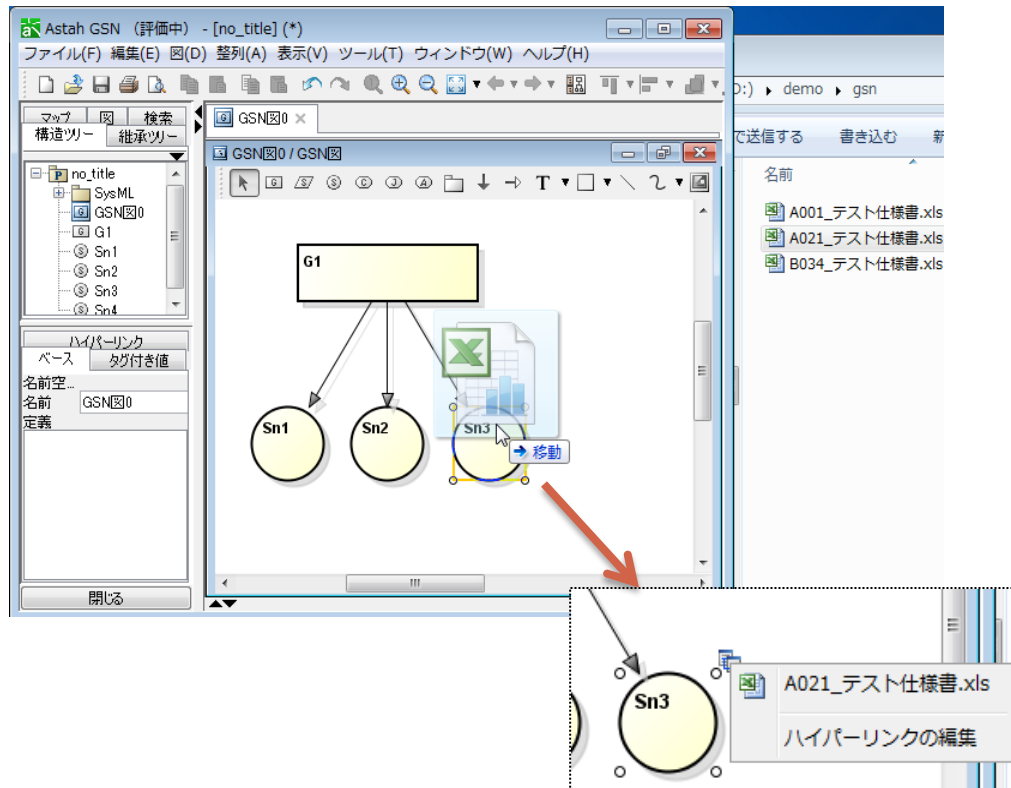 Astah GSN （評価中） - [no_title] (*)
ファイル(F) 編集(E) 図(D) 整列(A) 表示(V) ツール(T) ウィンドウ(W) ヘルプ(H)
マップ 図 検索
構造ツリー 継承ツリー
no_title
SysML
GSN図0
G1
Sn1
Sn2
Sn3
Sn4
ハイパーリンク
ベース タグ付き値
名前空...
名前 GSN図0
定義
閉じる
GSN図0
GSN図0 / GSN図
G1
Sn1
Sn2
Sn3
移動
D:) demo gsn
で送信する 書き込む
名前
A001_テスト仕様書.xls
A021_テスト仕様書.xls
B034_テスト仕様書.xls
Sn3
A021_テスト仕様書.xls
ハイパーリンクの編集